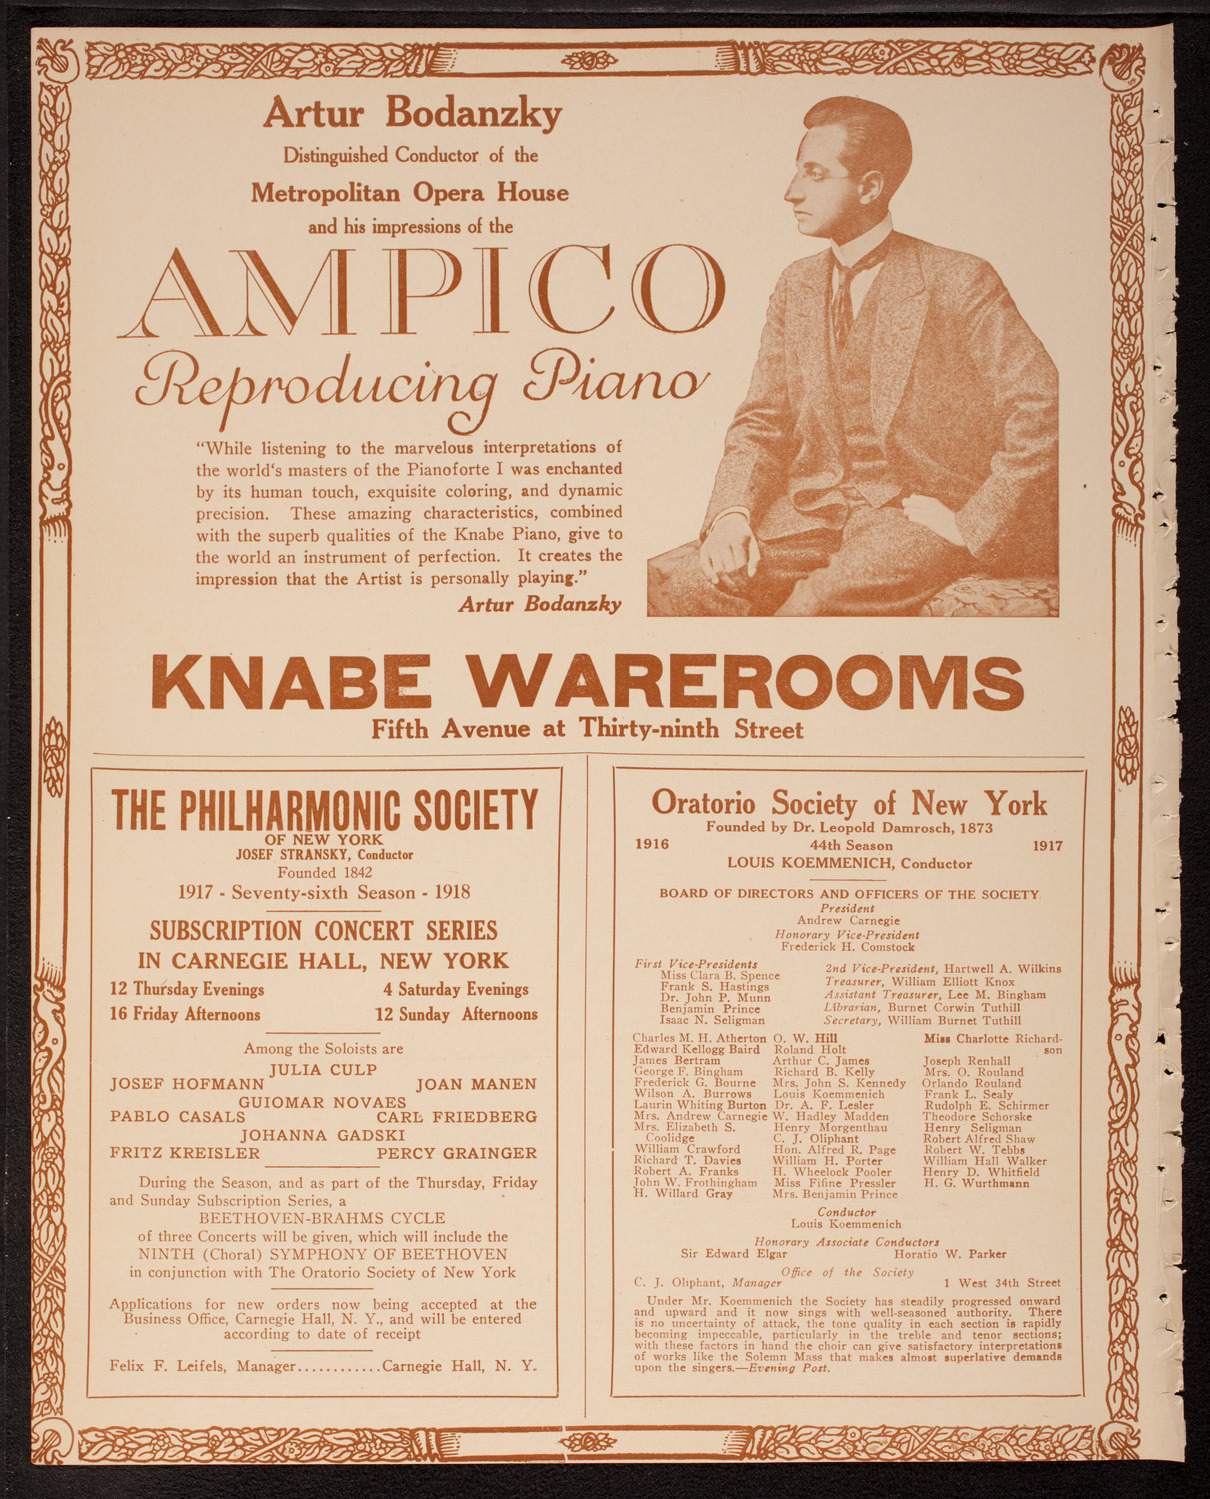 Artur Bodanzky
Distinguished Conductor of the
Metropolitan Opera House
and his impressions of the
AMPICO
Reproducing Piano
“While listening to the marvelous interpretations of
the world‘s masters of the Pianoforte I was enchanted
by its human touch, exquisite coloring, and dynamic
precision. These amazing characteristics, combined
with the superb qualities of the Knabe Piano, give to
the world an instrument of perfection. It creates the
impression that the Artist is personally playing.”
Artur Bodanzky
KNABE WAREROOMS
Fifth Avenue at Thirty-ninth Street
THE PHILHARMONIC SOCIETY
OF NEW YORK
JOSEF STRANSKY, Conductor
Founded 1842
1917 - Seventy-sixth Season - 1918
SUBSCRIPTION CONCERT SERIES
IN CARNEGIE HALL, NEW YORK
12 Thursday Evenings 4 Saturday Evenings
16 Friday Afternoons 12 Sunday Afternoons
Among the Soloists are
JULIA CULP
JOSEF HOFMANN JOAN MANEN
GUIOMAR NOVAES
PABLO CASALS CARL FRIEDBERG
JOHANNA GADSKI
FRITZ KREISLER PERCY GRAINGER
During the Season, and as part of the Thursday, Friday
and Sunday Subscription Series, a
BEETHOVEN-BRAHMS CYCLE
of three Concerts will be given, which will include the
NINTH (Choral) SYMPHONY OF BEETHOVEN
in conjunction with The Oratorio Society of New York
Applications for new orders now being accepted at the
Business Office, Carnegie Hall, N. Y., and will be entered
according to date of receipt
Felix F. Leifels, Manager............Carnegie Hall, N. Y.
Oratorio Society of New York
Founded by Dr. Leopold Damrosch, 1873
1916 44th Season 1917
LOUIS KOEMMENICH, Conductor
BOARD OF DIRECTORS AND OFFICERS OF THE SOCIETY
President
Andrew Carnegie
Honorary Vice-President
Frederick H. Comstock
First Vice-Presidents
Miss Clara B. Spence
Frank S. Hastings
Dr. John P. Munn
Benjamin Prince
Isaac N. Seligman
2nd Vice-President, Hartwell A. Wilkins
Treasurer, William Elliott Knox
Assistant Treasurer, Lee M. Bingham
Librarian, Burnet Corwin Tuthill
Secretary, William Burnet Tuthill
Charles M. H. Atherton
Edward Kellogg Baird
James Bertram
George F. Bingham
Frederick G. Bourne
Wilson A. Burrows
Laurin Whiting Burton
Mrs. Andrew Carnegie
Mrs. Elizabeth S.
Coolidge
William Crawford
Richard T. Davies
Robert A. Franks
John W. Frothingham
H. Willard Gray
O. W. Hill
Roland Holt
Arthur C. James
Richard B. Kelly
Mrs. John S. Kennedy
Louis Koemmenich
Dr. A. F. Lesler
W. Hadley Madden
Henry Morgenthau
C. J. Oliphant
Hon. Alfred R. Page
William H. Porter
H. Wheelock Pooler
Miss Fifine Pressler
Mrs. Benjamin Prince
Miss Charlotte Richard-
son
Joseph Renhall
Mrs. O. Rouland
Orlando Rouland
Frank L. Sealy
Rudolph E. Schirmer
Theodore Schorske
Henry Seligman
Robert Alfred Shaw
Robert W. Tebbs
William Hall Walker
Henry D. Whitfield
H. G. Wurthmann
Conductor
Louis Koemmenich
Honorary Associate Conductors
Sir Edward Elgar Horatio W. Parker
Office of the Society
C. J. Oliphant, Manager 1 West 34th Street
Under Mr. Koemmenich the Society has steadily progressed onward
and upward and it now sings with well-seasoned authority. There
is no uncertainty of attack, the tone quality in each section is rapidly
becoming impeccable, particularly in the treble and tenor sections;
with these factors in hand the choir can give satisfactory interpretations
of works like the Solemn Mass that makes almost superlative demands
upon the singers.—Evening Post.